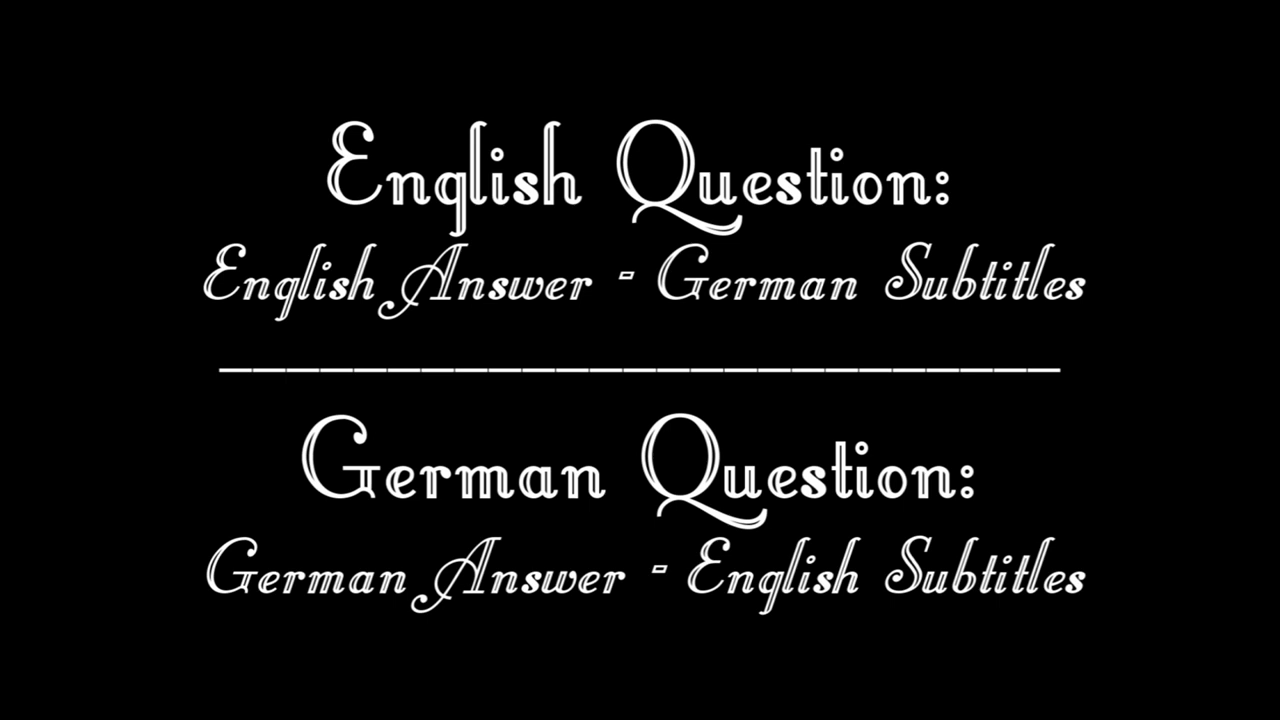 English Question:
English Answer - German Subtitles
German Question:
German Answer - English Subtitles